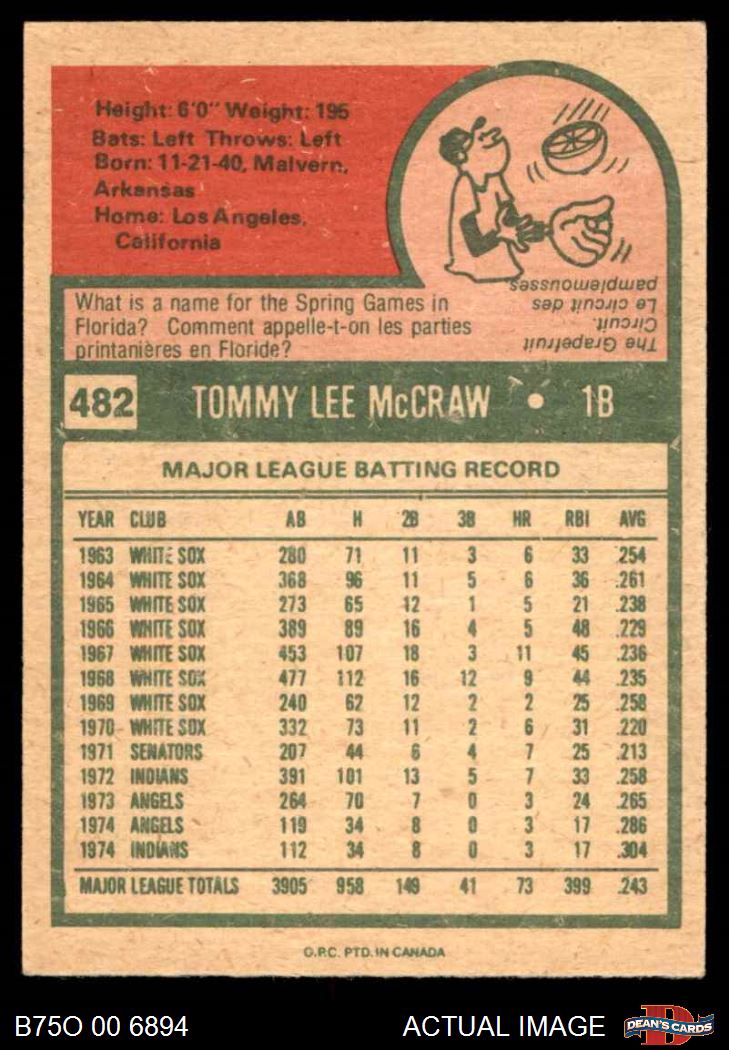 Height: 6'0" Weight: 195
Bats: Left Throws: Left
Born: 11-21-40, Malvern,
Arkansas
Home: Los Angeles,
California
What is a name for the Spring Games in
Florida? Comment appelle-t-on les parties
printanières en Floride?
The Grapefruit
Circuit.
Le circuit des
pamplemousses
482 TOMMY LEE McCRAW • 1B
MAJOR LEAGUE BATTING RECORD
YEAR CLUB AB H 2B 3B HR RBI AVG
1963 WHITE SOX 280 71 11 3 6 33 .254
1964 WHITE SOX 368 96 11 5 6 36 .261
1965 WHITE SOX 273 65 12 1 5 21 .238
1966 WHITE SOX 389 89 16 4 5 48 .229
1967 WHITE SOX 453 107 18 3 11 45 .236
1968 WHITE SOX 477 112 16 12 9 44 .235
1969 WHITE SOX 240 62 12 2 2 25 .258
1970 WHITE SOX 332 73 11 2 6 31 .220
1971 SENATORS 207 44 6 4 7 25 .213
1972 INDIANS 391 101 13 5 7 33 .258
1973 ANGELS 264 70 7 0 3 24 .265
1974 ANGELS 119 34 8 0 3 17 .286
1974 INDIANS 112 34 8 0 3 17 .304
MAJOR LEAGUE TOTALS 3905 958 149 41 73 399 .243
O.P.C. PTD. IN CANADA
B75O 00 6894 ACTUAL IMAGE
D
DEAN'S CARDS